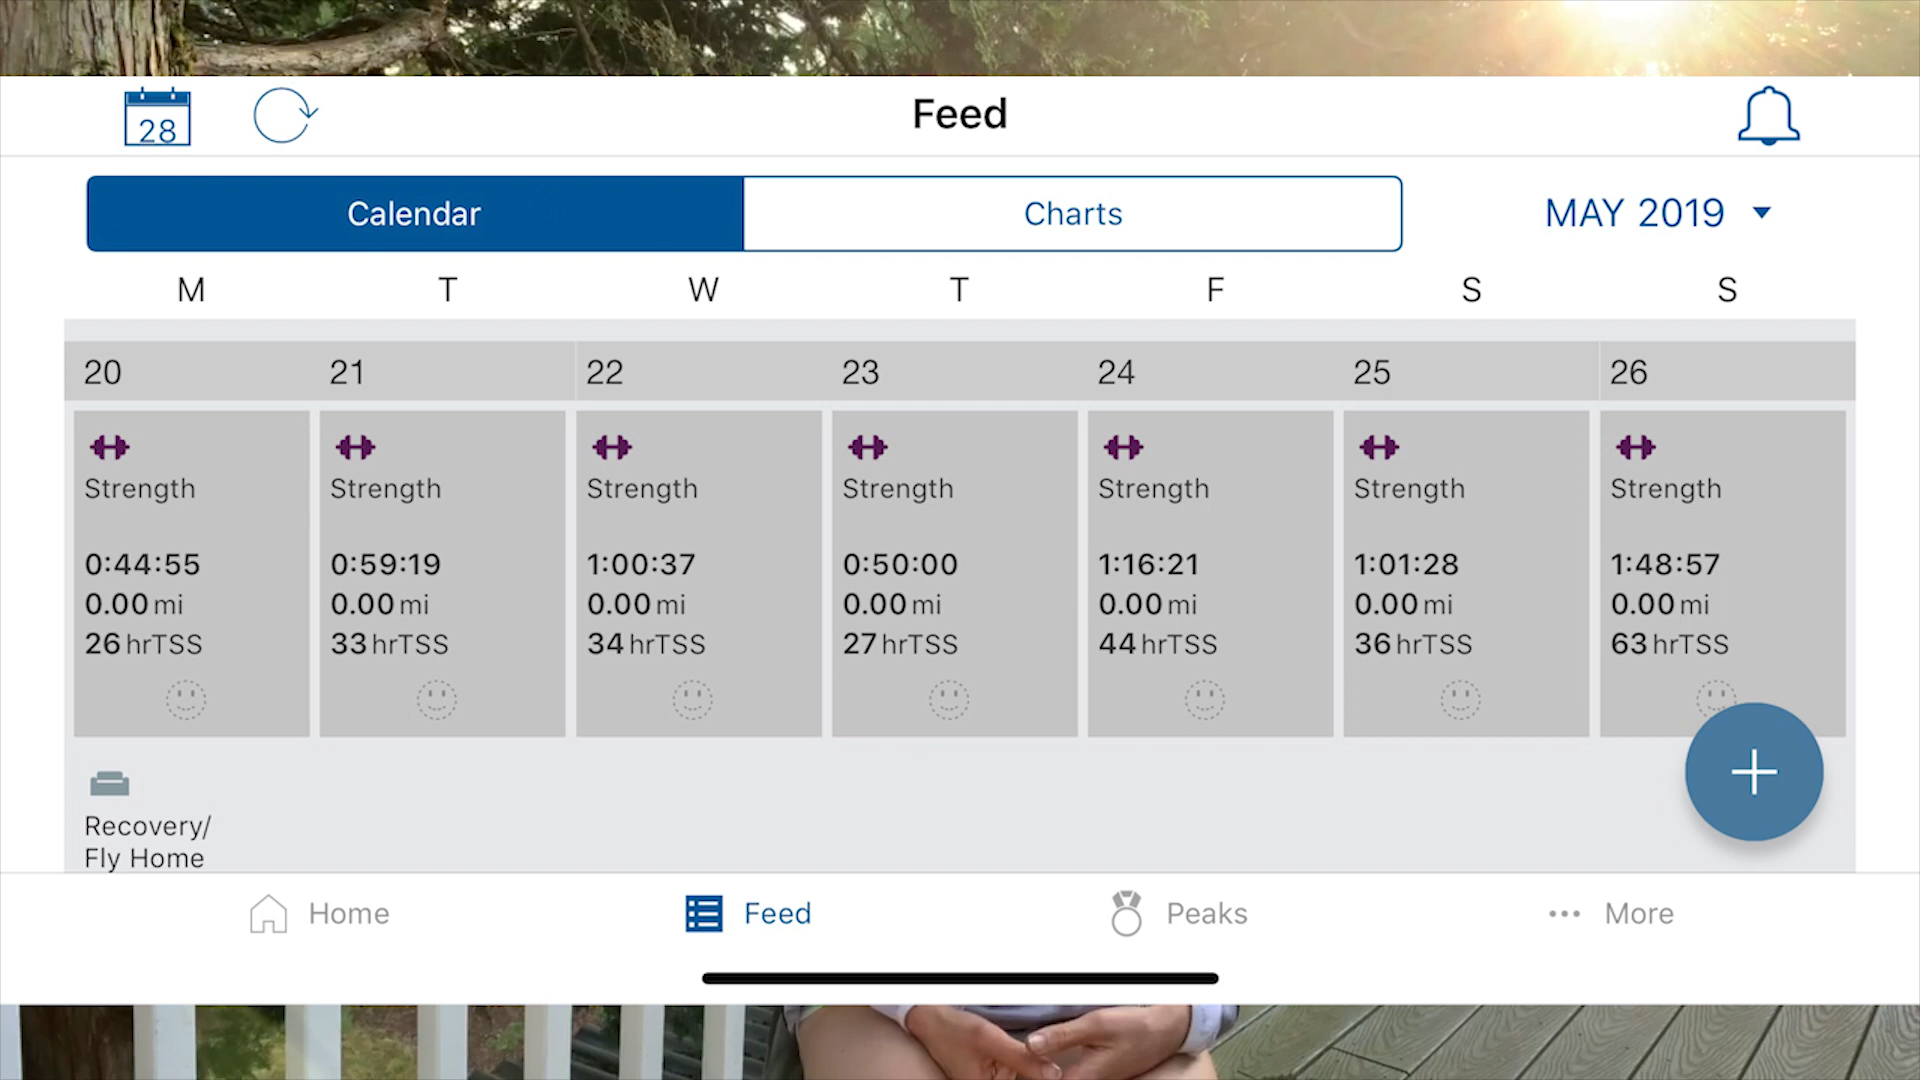 28
Feed
Calendar
Charts
MAY 2019
M T W T F S S
20 21 22 23 24 25 26
Strength Strength Strength Strength Strength Strength Strength
0:44:55 0:59:19 1:00:37 0:50:00 1:16:21 1:01:28 1:48:57
0.00 mi 0.00 mi 0.00 mi 0.00 mi 0.00 mi 0.00 mi 0.00 mi
26 hrTSS 33 hrTSS 34 hrTSS 27 hrTSS 44 hrTSS 36 hrTSS 63 hrTSS
Recovery/
Fly Home
Home
Feed
Peaks
More